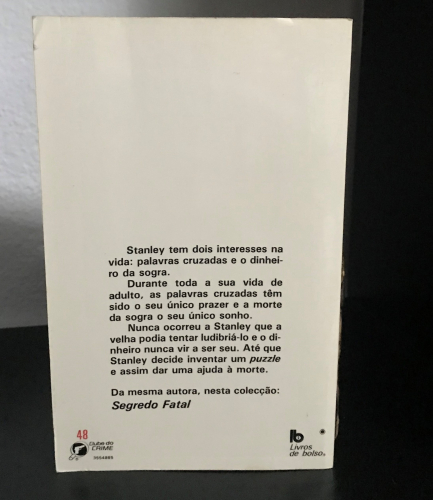 Stanley tem dois interesses na
vida: palavras cruzadas e o dinhei-
ro da sogra.
Durante toda a sua vida de
adulto, as palavras cruzadas têm
sido o seu único prazer e a morte
da sogra o seu único sonho.
Nunca ocorreu a Stanley que a
velha podia tentar ludibriá-lo e o di-
nheiro nunca vir a ser seu. Até que
Stanley decide inventar um puzzle
e assim dar uma ajuda à morte.
Da mesma autora, nesta colecção:
Segredo Fatal
48
Clube do
CRIME
Livros
de bolso